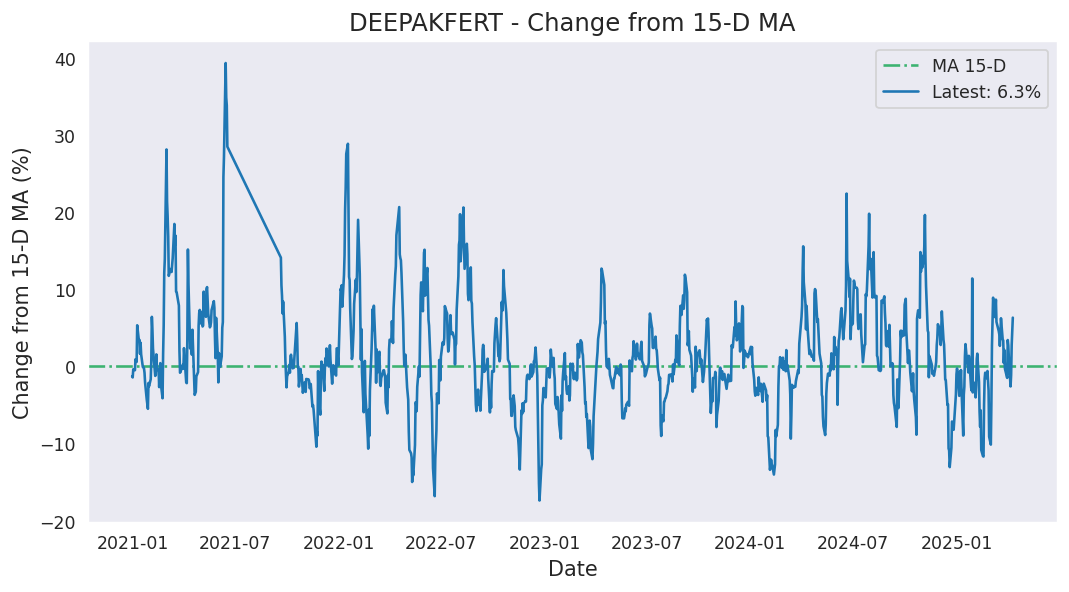 DEEPAKFERT - Change from 15-D MA
MA 15-D
Latest: 6.3%
Change from 15-D MA (%)
40
30
20
10
0
−10
−20
2021-01 2021-07 2022-01 2022-07 2023-01 2023-07 2024-01 2024-07 2025-01
Date